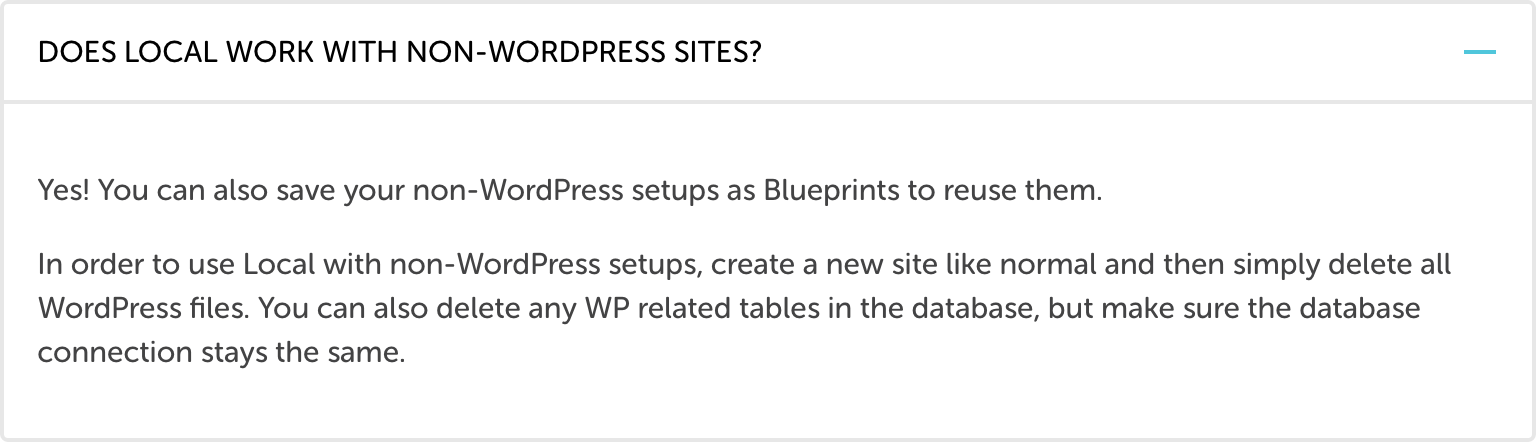 DOES LOCAL WORK WITH NON-WORDPRESS SITES?
Yes! You can also save your non-WordPress setups as Blueprints to reuse them.
In order to use Local with non-WordPress setups, create a new site like normal and then simply delete all
WordPress files. You can also delete any WP related tables in the database, but make sure the database
connection stays the same.